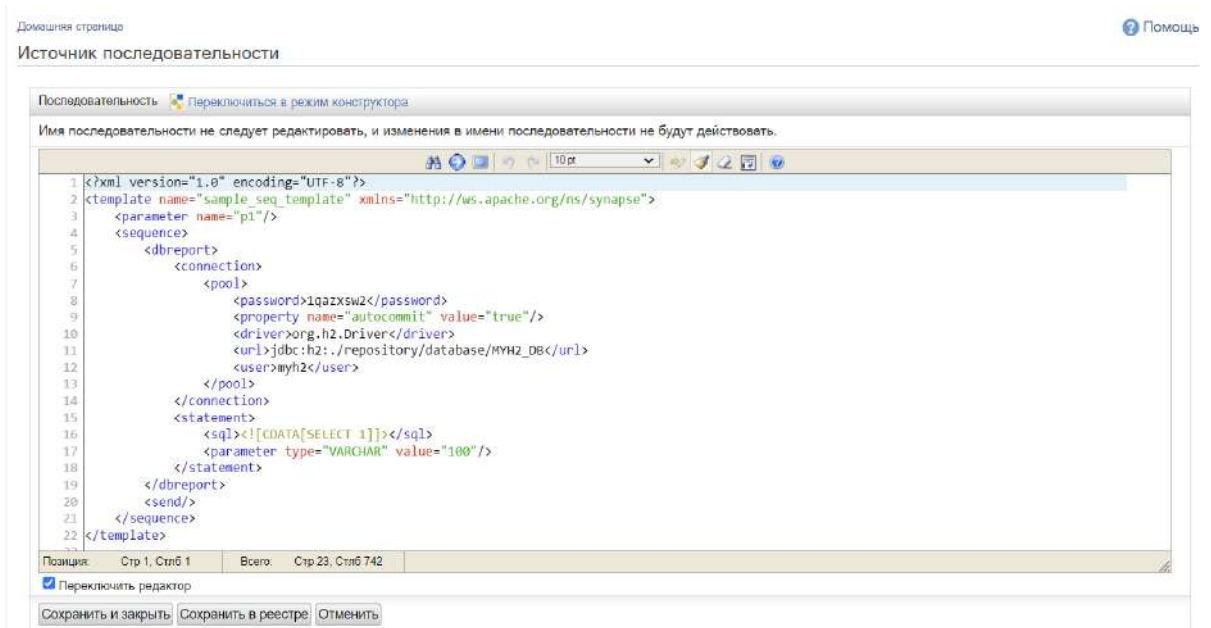 Домашняя страница
Помощь
Источник последовательности
Последовательность Переключиться в режим конструктора
Имя последовательности не следует редактировать, и изменения в имени последовательности не будут действовать.
10 pt
1 <?xml version="1.0" encoding="UTF-8"?>
2 <template name="sample_seq_template" xmlns="http://ws.apache.org/ns/synapse">
3 <parameter name="p1"/>
4 <sequence>
5 <dbreport>
6 <connection>
7 <pool>
8 <password>1qazxsw2</password>
9 <property name="autocommit" value="true"/>
10 <driver>org.h2.Driver</driver>
11 <url>jdbc:h2:./repository/database/MYH2_DB</url>
12 <user>myh2</user>
13 </pool>
14 </connection>
15 <statement>
16 <sql><![CDATA[SELECT 1]]></sql>
17 <parameter type="VARCHAR" value="100"/>
18 </statement>
19 </dbreport>
20 <send/>
21 </sequence>
22 </template>
Позиция: Стр 1, Стлб 1 Всего: Стр 23, Стлб 742
Переключить редактор
Сохранить и закрыть Сохранить в реестре Отменить